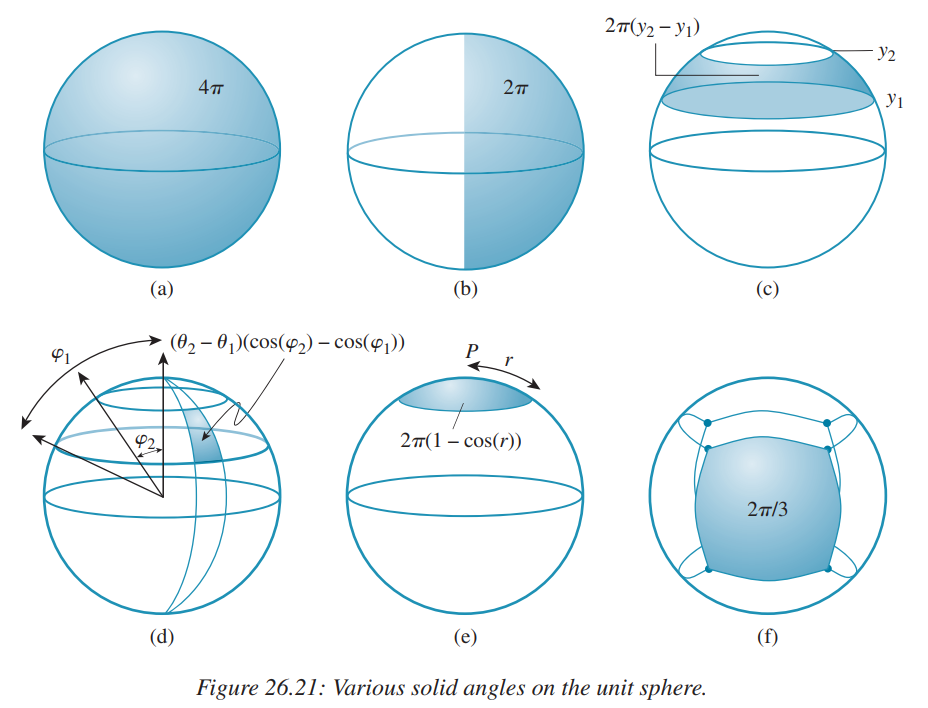 4π
2π
2π(y₂ – y₁)
y₂
y₁
(a)
(b)
(c)
φ₁
(θ₂ – θ₁)(cos(φ₂) – cos(φ₁))
φ₂
P
r
2π(1 – cos(r))
2π/3
(d)
(e)
(f)
Figure 26.21: Various solid angles on the unit sphere.